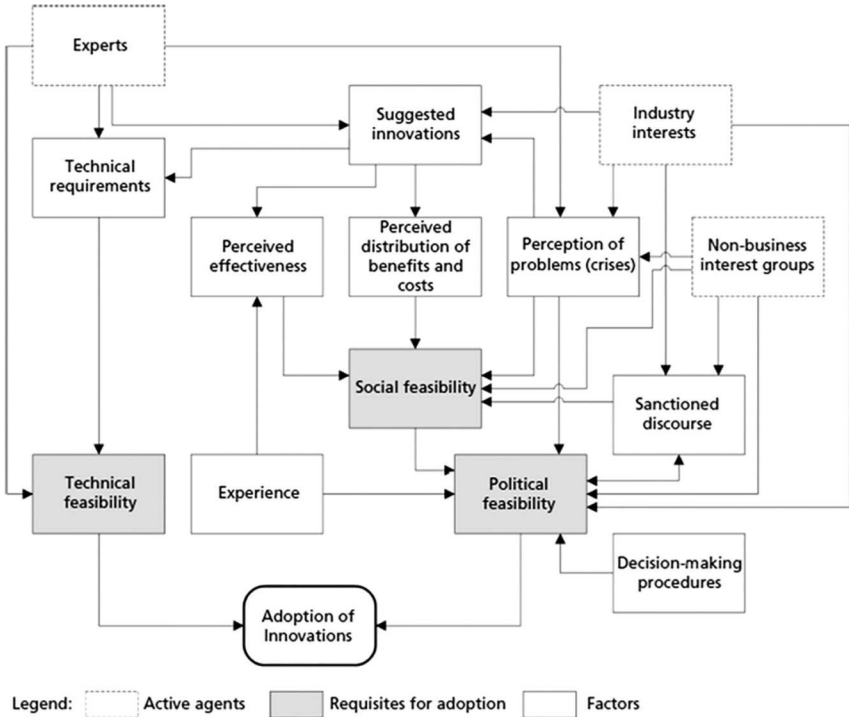 Experts
Suggested
innovations
Industry
interests
Technical
requirements
Perceived
effectiveness
Perceived
distribution of
benefits and
costs
Perception of
problems (crises)
Non-business
interest groups
Social feasibility
Sanctioned
discourse
Technical
feasibility
Experience
Political
feasibility
Decision-making
procedures
Adoption of
Innovations
Legend: Active agents Requisites for adoption Factors